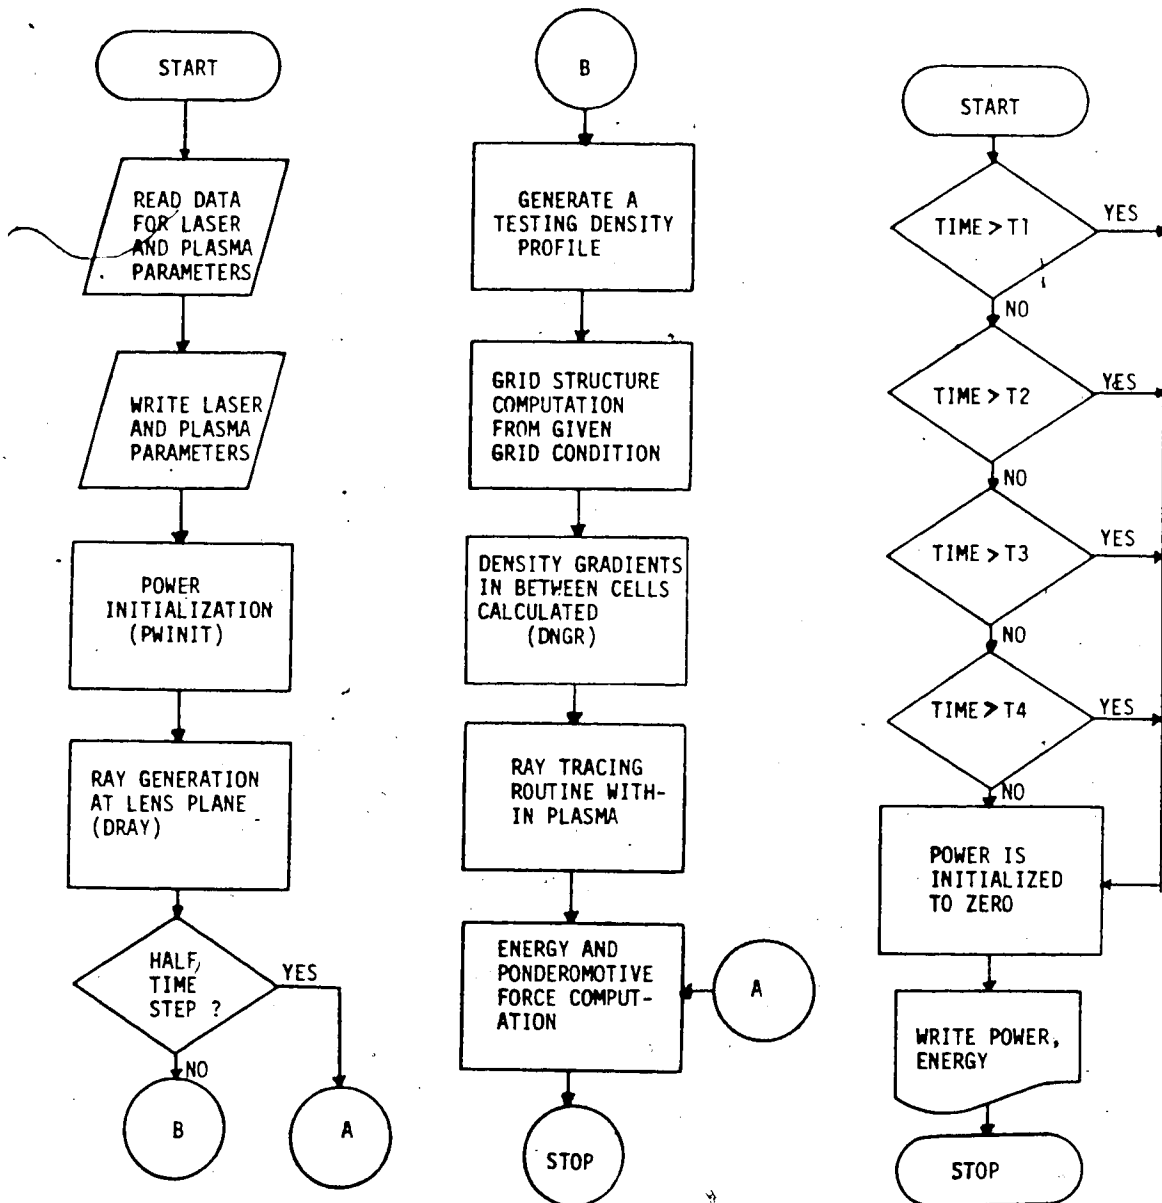 START
READ DATA
FOR LASER
AND PLASMA
PARAMETERS
WRITE LASER
AND PLASMA
PARAMETERS
POWER
INITIALIZATION
(PWINIT)
RAY GENERATION
AT LENS PLANE
(DRAY)
HALF
TIME
STEP ?
YES
NO
B
A
B
GENERATE A
TESTING DENSITY
PROFILE
GRID STRUCTURE
COMPUTATION
FROM GIVEN
GRID CONDITION
DENSITY GRADIENTS
IN BETWEEN CELLS
CALCULATED
(DNGR)
RAY TRACING
ROUTINE WITH-
IN PLASMA
ENERGY AND
PONDEROMOTIVE
FORCE COMPUT-
ATION
A
STOP
START
TIME > T1
YES
NO
TIME > T2
YES
NO
TIME > T3
YES
NO
TIME > T4
YES
NO
POWER IS
INITIALIZED
TO ZERO
WRITE POWER,
ENERGY
STOP